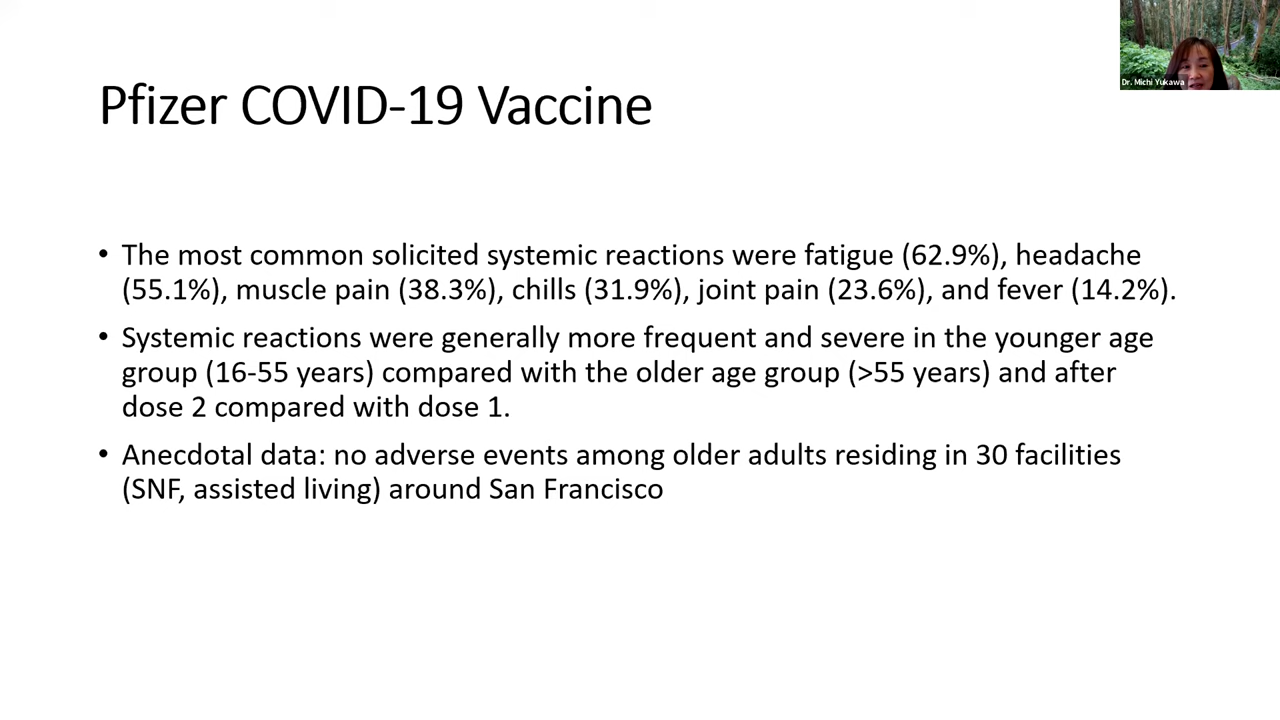 Dr. Michi Yukawa
Pfizer COVID-19 Vaccine
• The most common solicited systemic reactions were fatigue (62.9%), headache
(55.1%), muscle pain (38.3%), chills (31.9%), joint pain (23.6%), and fever (14.2%).
• Systemic reactions were generally more frequent and severe in the younger age
group (16-55 years) compared with the older age group (>55 years) and after
dose 2 compared with dose 1.
• Anecdotal data: no adverse events among older adults residing in 30 facilities
(SNF, assisted living) around San Francisco